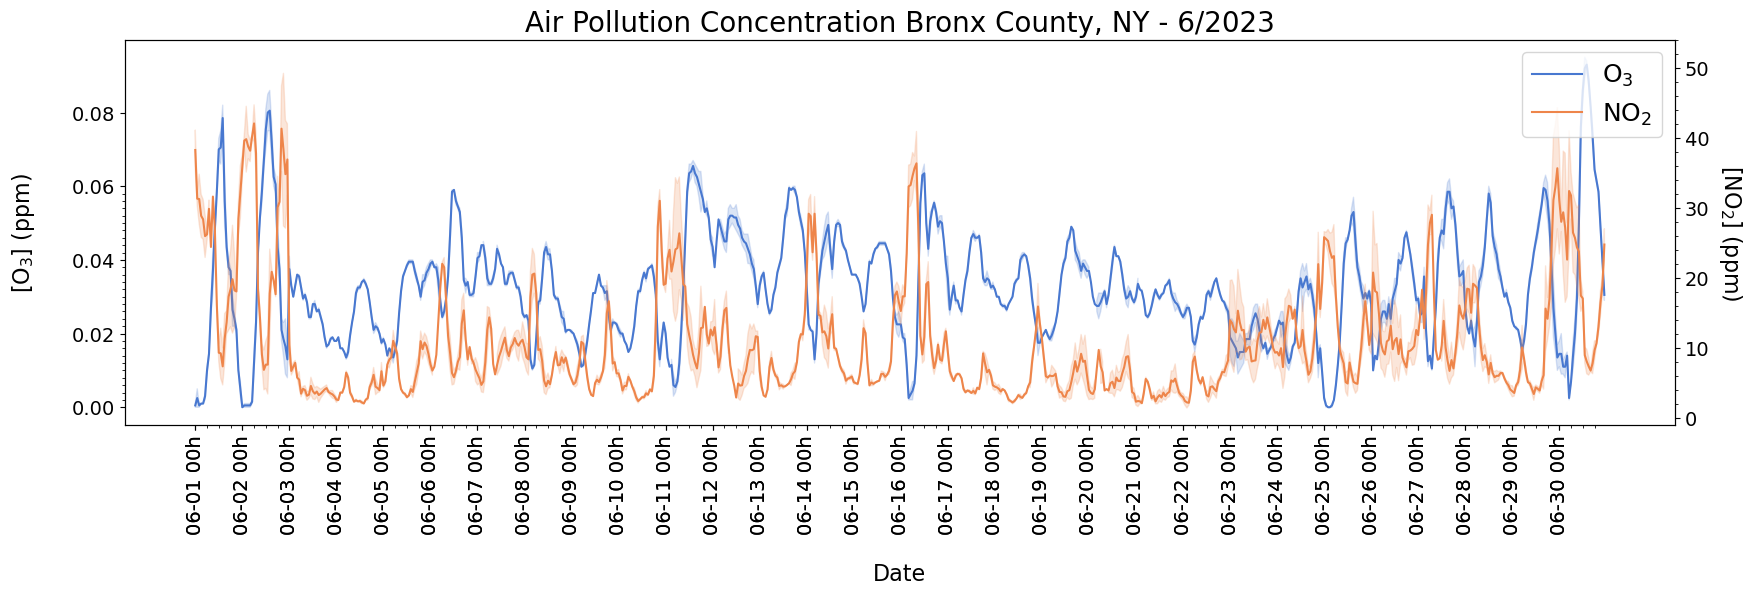 Air Pollution Concentration Bronx County, NY - 6/2023
[O₃] (ppm)
0.08
0.06
0.04
0.02
0.00
O₃
NO₂
50
40
30
20
10
0
[NO₂] (ppm)
06-01 00h
06-02 00h
06-03 00h
06-04 00h
06-05 00h
06-06 00h
06-07 00h
06-08 00h
06-09 00h
06-10 00h
06-11 00h
06-12 00h
06-13 00h
06-14 00h
06-15 00h
06-16 00h
06-17 00h
06-18 00h
06-19 00h
06-20 00h
06-21 00h
06-22 00h
06-23 00h
06-24 00h
06-25 00h
06-26 00h
06-27 00h
06-28 00h
06-29 00h
06-30 00h
Date